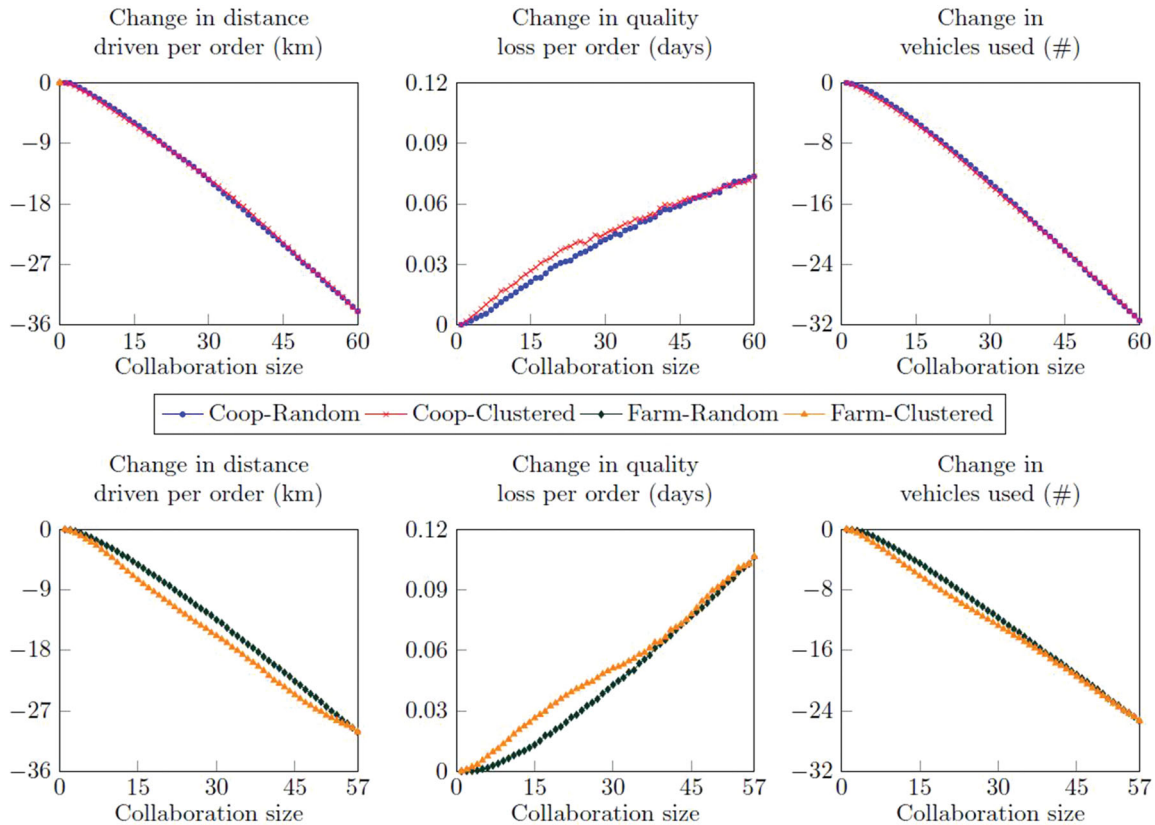 Change in distance
driven per order (km)
Change in quality
loss per order (days)
Change in
vehicles used (#)
0
−9
−18
−27
−36
0 15 30 45 60
Collaboration size
0.12
0.09
0.06
0.03
0
0 15 30 45 60
Collaboration size
0
−8
−16
−24
−32
0 15 30 45 60
Collaboration size
Coop-Random Coop-Clustered Farm-Random Farm-Clustered
Change in distance
driven per order (km)
Change in quality
loss per order (days)
Change in
vehicles used (#)
0
−9
−18
−27
−36
0 15 30 45 57
Collaboration size
0.12
0.09
0.06
0.03
0
0 15 30 45 57
Collaboration size
0
−8
−16
−24
−32
0 15 30 45 57
Collaboration size